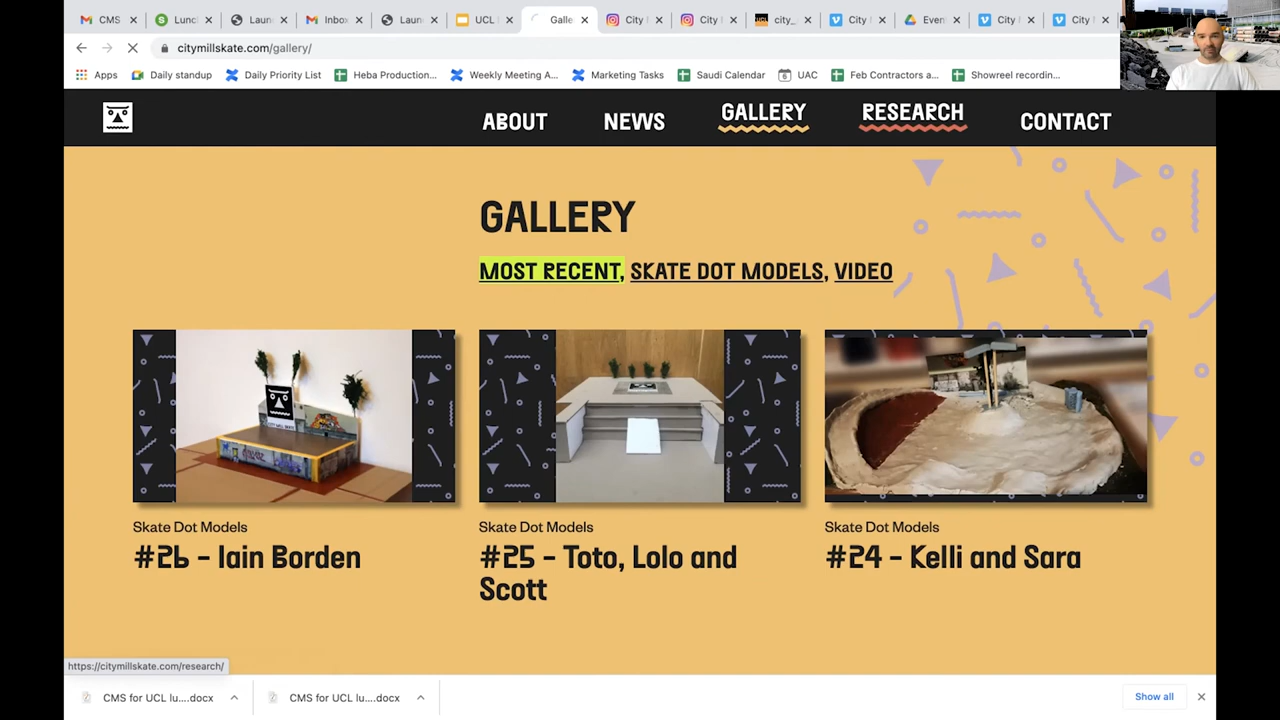 CMS
Lunc
Laun
Inbo
Laun
UCL
Galle
City
City
city_
City
Even
City
City
citymillskate.com/gallery/
Apps Daily standup Daily Priority List Heba Production... Weekly Meeting A... Marketing Tasks Saudi Calendar 6 UAC Feb Contractors a... Showreel recordin...
ABOUT NEWS GALLERY RESEARCH CONTACT
GALLERY
MOST RECENT, SKATE DOT MODELS, VIDEO
Skate Dot Models
#26 - Iain Borden
Skate Dot Models
#25 - Toto, Lolo and
Scott
Skate Dot Models
#24 - Kelli and Sara
https://citymillskate.com/research/
CMS for UCL lu....docx CMS for UCL lu....docx Show all